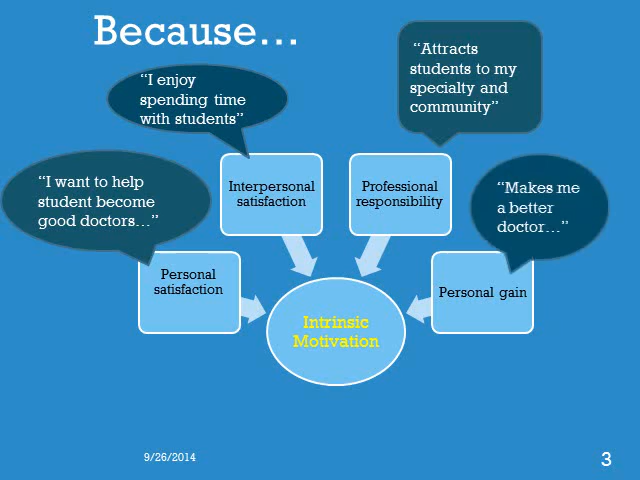 Because…
“Attracts
students to my
specialty and
community”
“I enjoy
spending time
with students”
“I want to help
student become
good doctors…”
Interpersonal
satisfaction
Professional
responsibility
“Makes me
a better
doctor…”
Personal
satisfaction
Personal gain
Intrinsic
Motivation
9/26/2014
3